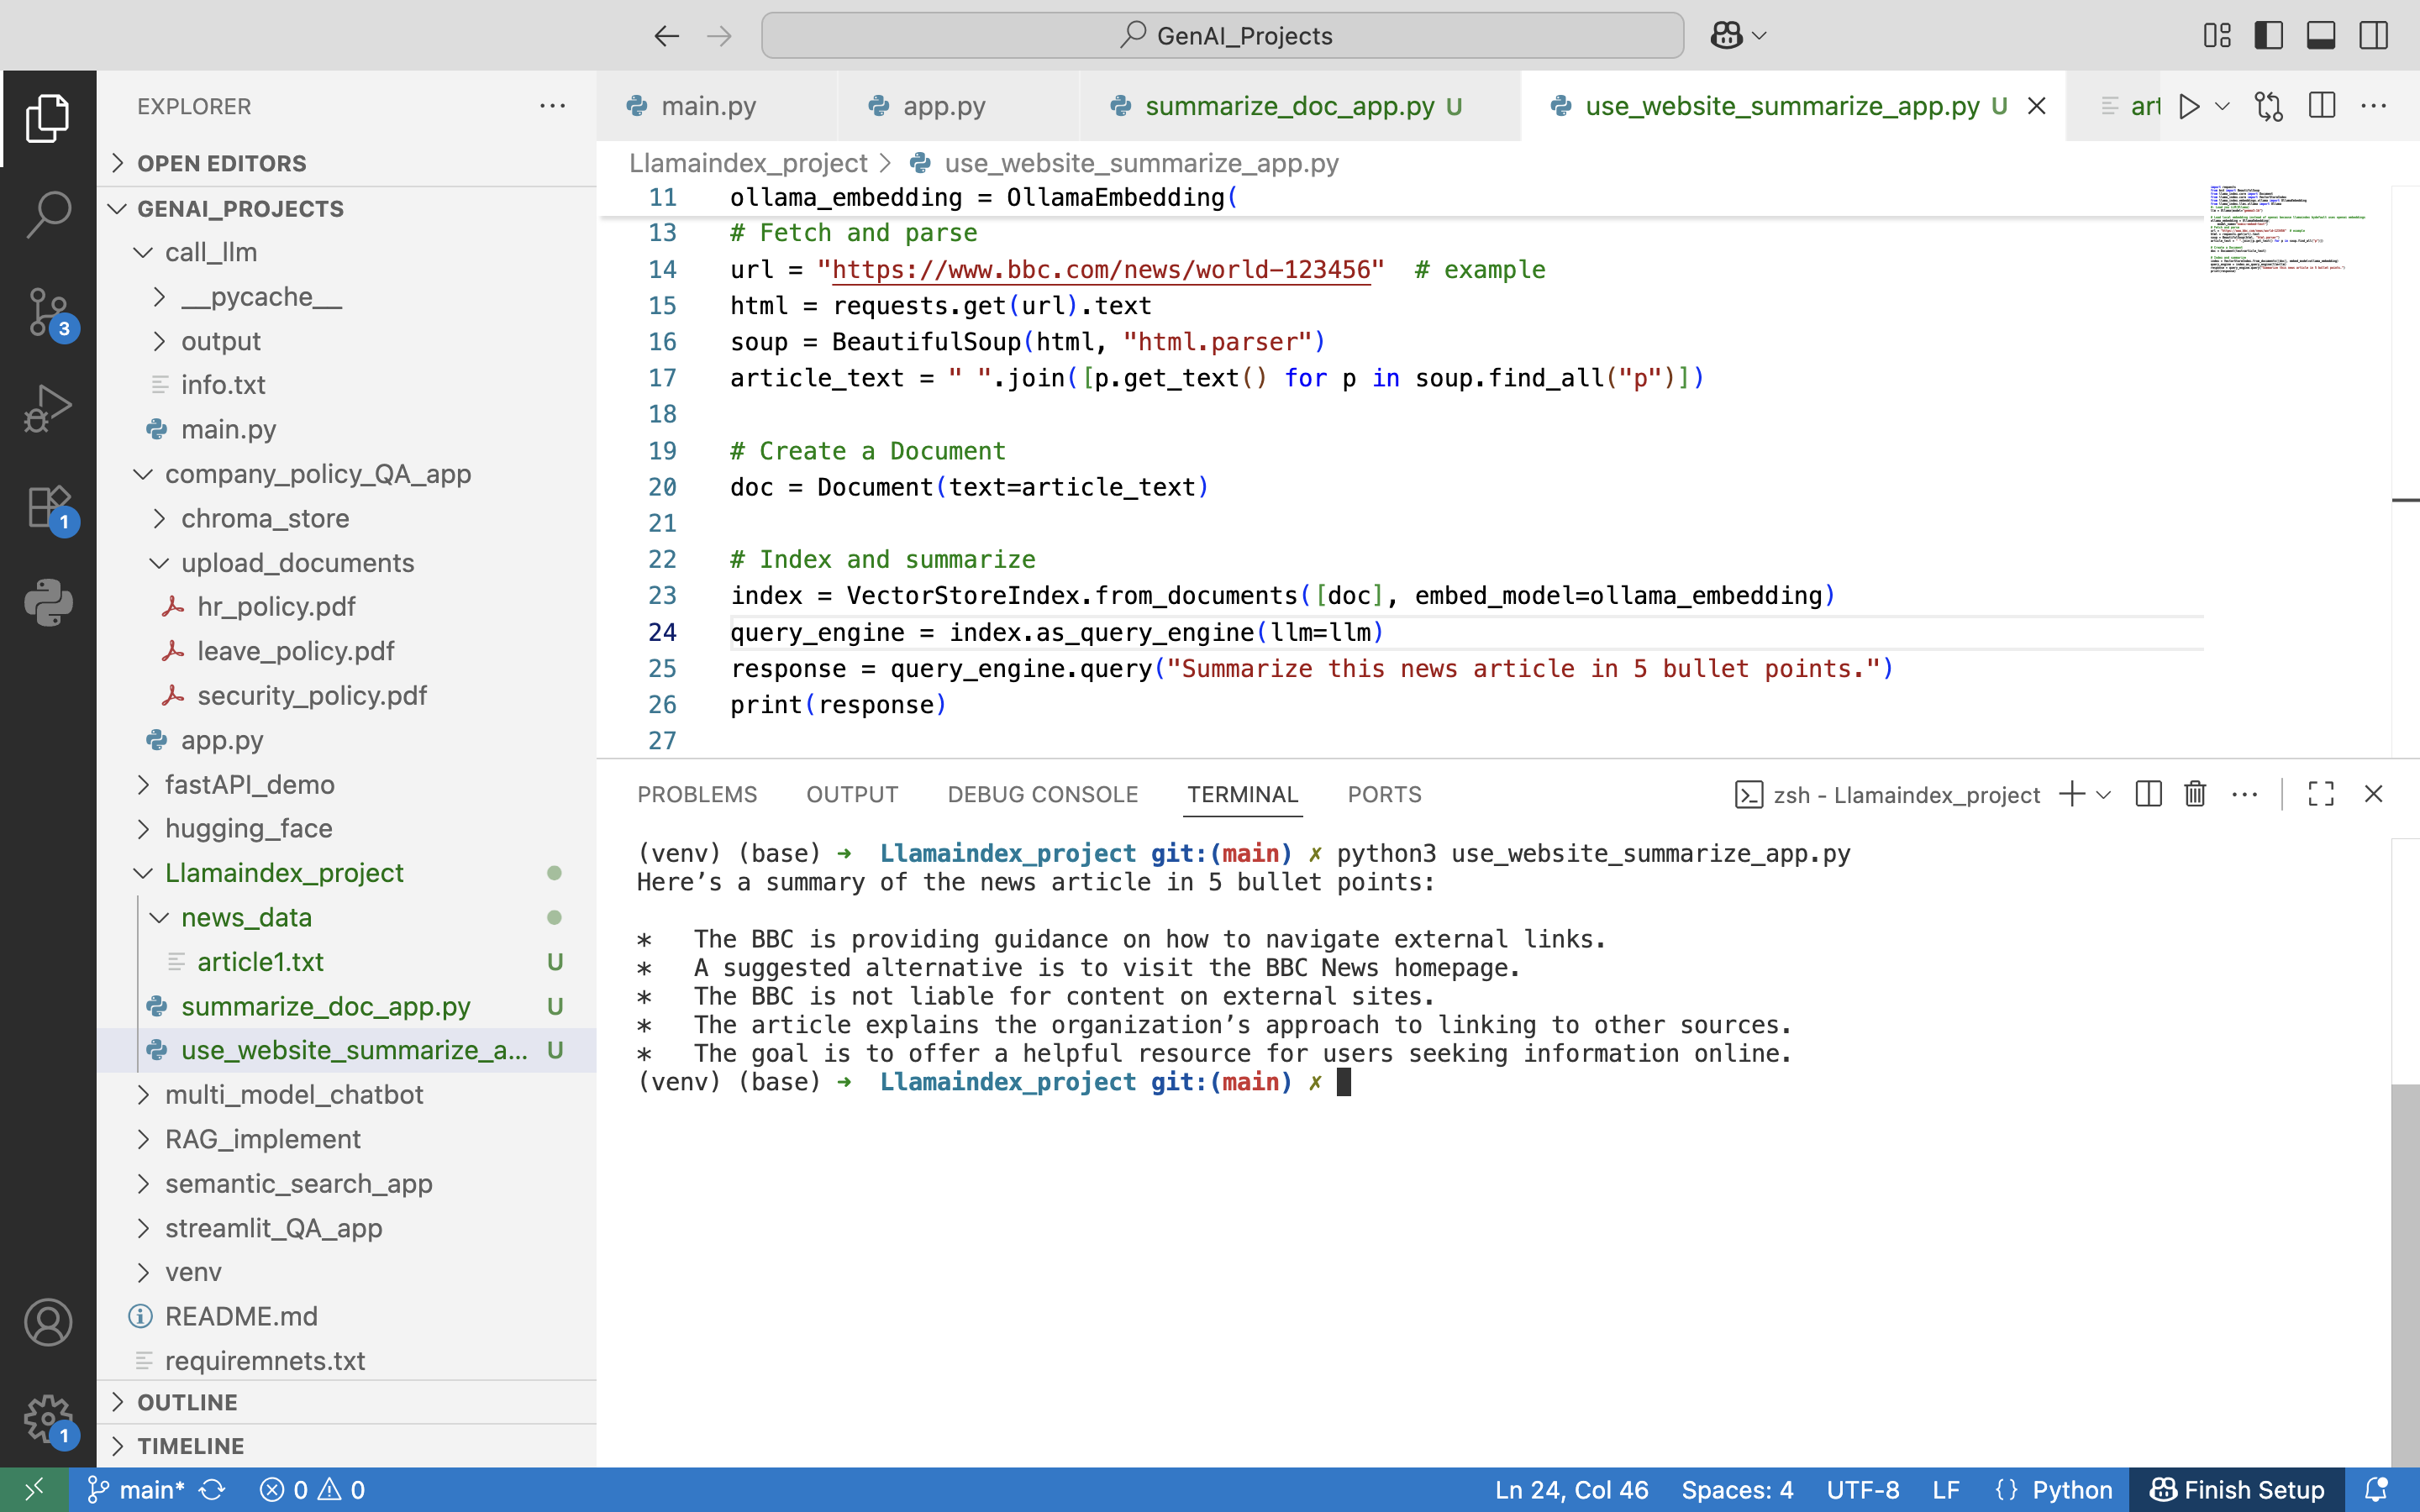 GenAI_Projects
EXPLORER
OPEN EDITORS
GENAI_PROJECTS
call_llm
__pycache__
output
info.txt
main.py
company_policy_QA_app
chroma_store
upload_documents
hr_policy.pdf
leave_policy.pdf
security_policy.pdf
app.py
fastAPI_demo
hugging_face
Llamaindex_project
news_data
article1.txt U
summarize_doc_app.py U
use_website_summarize_a... U
multi_model_chatbot
RAG_implement
semantic_search_app
streamlit_QA_app
venv
README.md
requiremnets.txt
OUTLINE
TIMELINE
3
1
1
main.py app.py summarize_doc_app.py U use_website_summarize_app.py U art
Llamaindex_project > use_website_summarize_app.py
11 ollama_embedding = OllamaEmbedding(
13 # Fetch and parse
14 url = "https://www.bbc.com/news/world-123456"  # example
15 html = requests.get(url).text
16 soup = BeautifulSoup(html, "html.parser")
17 article_text = " ".join([p.get_text() for p in soup.find_all("p")])
18
19 # Create a Document
20 doc = Document(text=article_text)
21
22 # Index and summarize
23 index = VectorStoreIndex.from_documents([doc], embed_model=ollama_embedding)
24 query_engine = index.as_query_engine(llm=llm)
25 response = query_engine.query("Summarize this news article in 5 bullet points.")
26 print(response)
27
PROBLEMS OUTPUT DEBUG CONSOLE TERMINAL PORTS zsh - Llamaindex_project
(venv) (base) ➜  Llamaindex_project git:(main) ✗ python3 use_website_summarize_app.py
Here’s a summary of the news article in 5 bullet points:
*   The BBC is providing guidance on how to navigate external links.
*   A suggested alternative is to visit the BBC News homepage.
*   The BBC is not liable for content on external sites.
*   The article explains the organization’s approach to linking to other sources.
*   The goal is to offer a helpful resource for users seeking information online.
(venv) (base) ➜  Llamaindex_project git:(main) ✗
main* 0 0 Ln 24, Col 46 Spaces: 4 UTF-8 LF {} Python Finish Setup